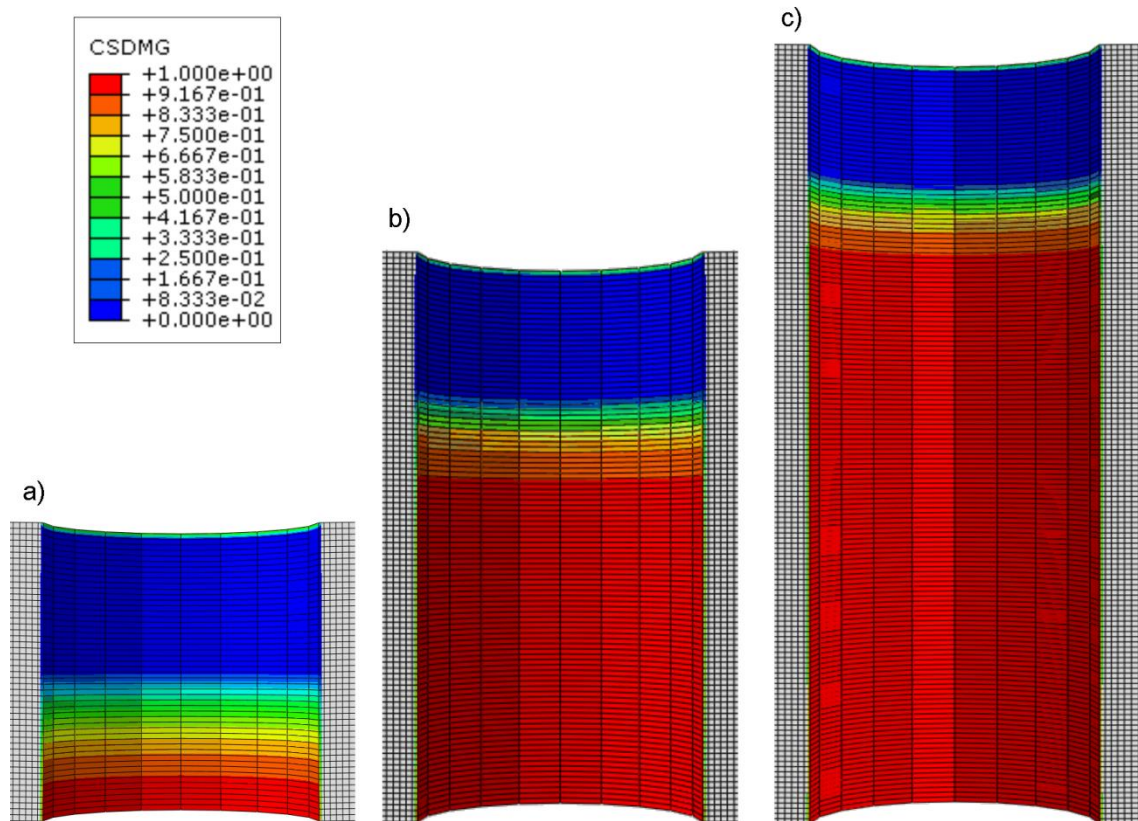 c)
CSDMG
+1.000e+00
+9.167e-01
+8.333e-01
+7.500e-01
+6.667e-01
+5.833e-01
+5.000e-01
+4.167e-01
+3.333e-01
+2.500e-01
+1.667e-01
+8.333e-02
+0.000e+00
b)
a)